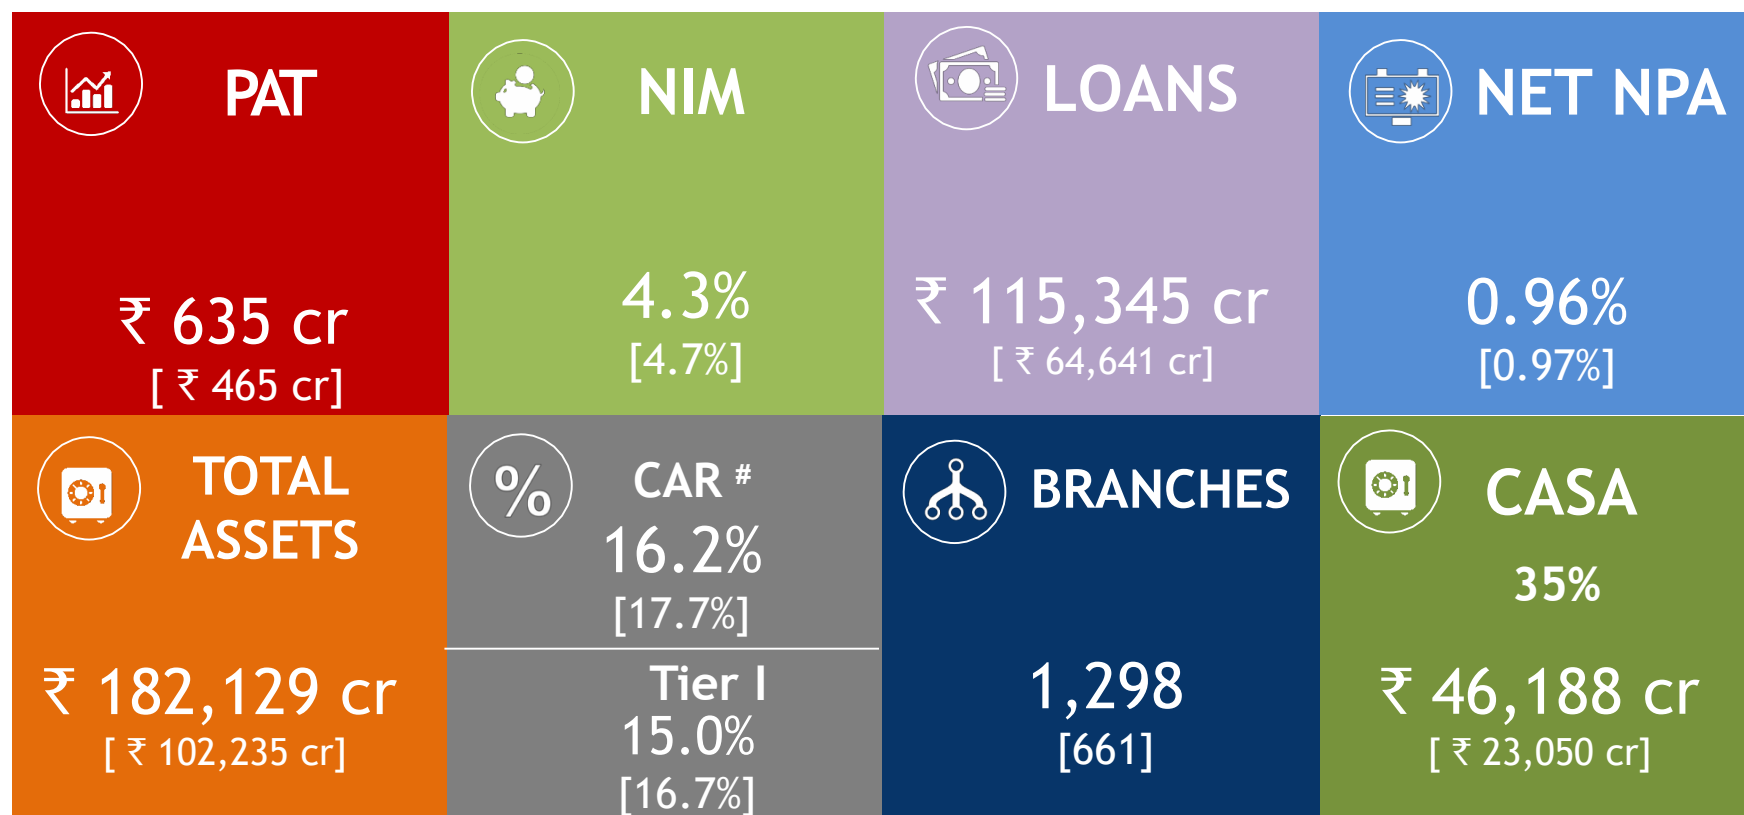 PAT
₹ 635 cr
[ ₹ 465 cr]
NIM
4.3%
[4.7%]
LOANS
₹ 115,345 cr
[ ₹ 64,641 cr]
NET NPA
0.96%
[0.97%]
TOTAL
ASSETS
₹ 182,129 cr
[ ₹ 102,235 cr]
%
CAR #
16.2%
[17.7%]
Tier I
15.0%
[16.7%]
BRANCHES
1,298
[661]
CASA
35%
₹ 46,188 cr
[ ₹ 23,050 cr]